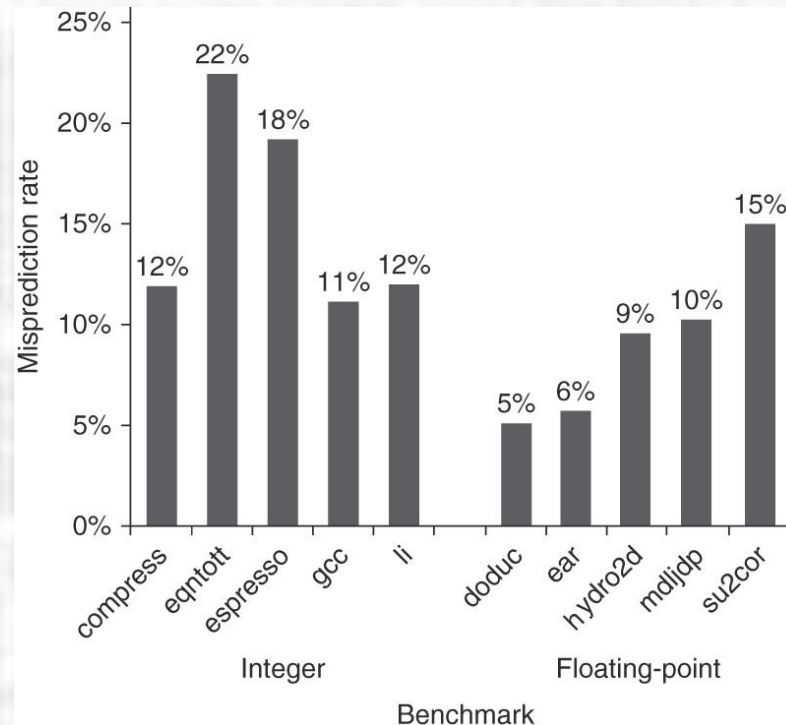 25%
22%
20%
18%
15%
15%
12%
12%
11%
10%
10%
9%
6%
5%
5%
0%
Misprediction rate
compress
eqntott
espresso
gcc
li
doduc
ear
hydro2d
mdljdp
su2cor
Integer
Floating-point
Benchmark